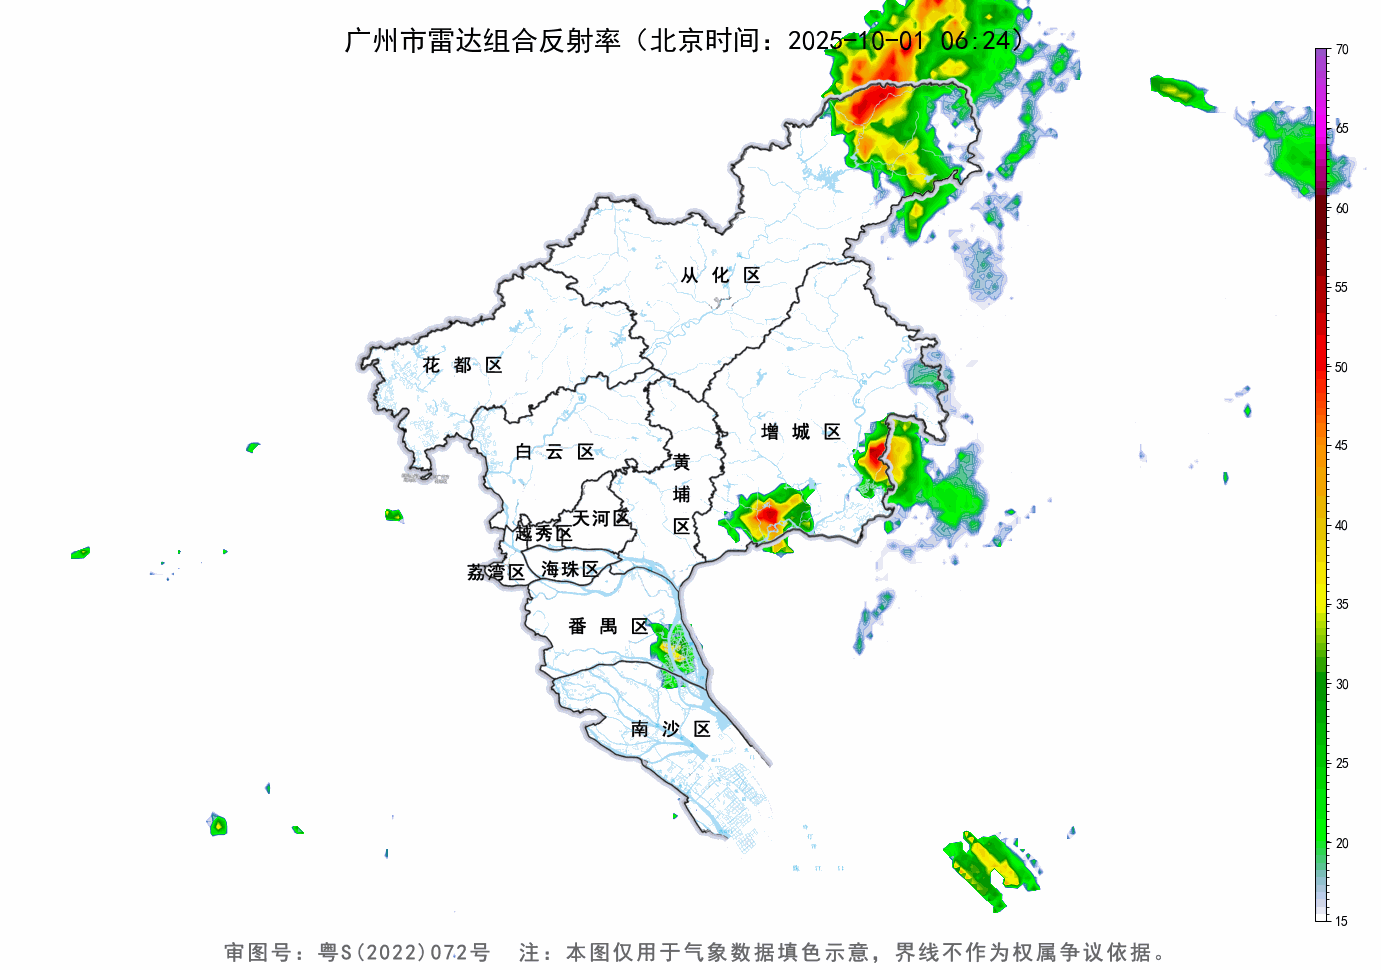 广州市雷达组合反射率（北京时间：2025-10-01 06:24）
70
65
60
55
50
45
40
35
30
25
20
15
从化区
花都区
增城区
白云区
黄埔区
天河区
越秀区
荔湾区
海珠区
番禺区
南沙区
审图号：粤S(2022)072号 注：本图仅用于气象数据填色示意，界线不作为权属争议依据。